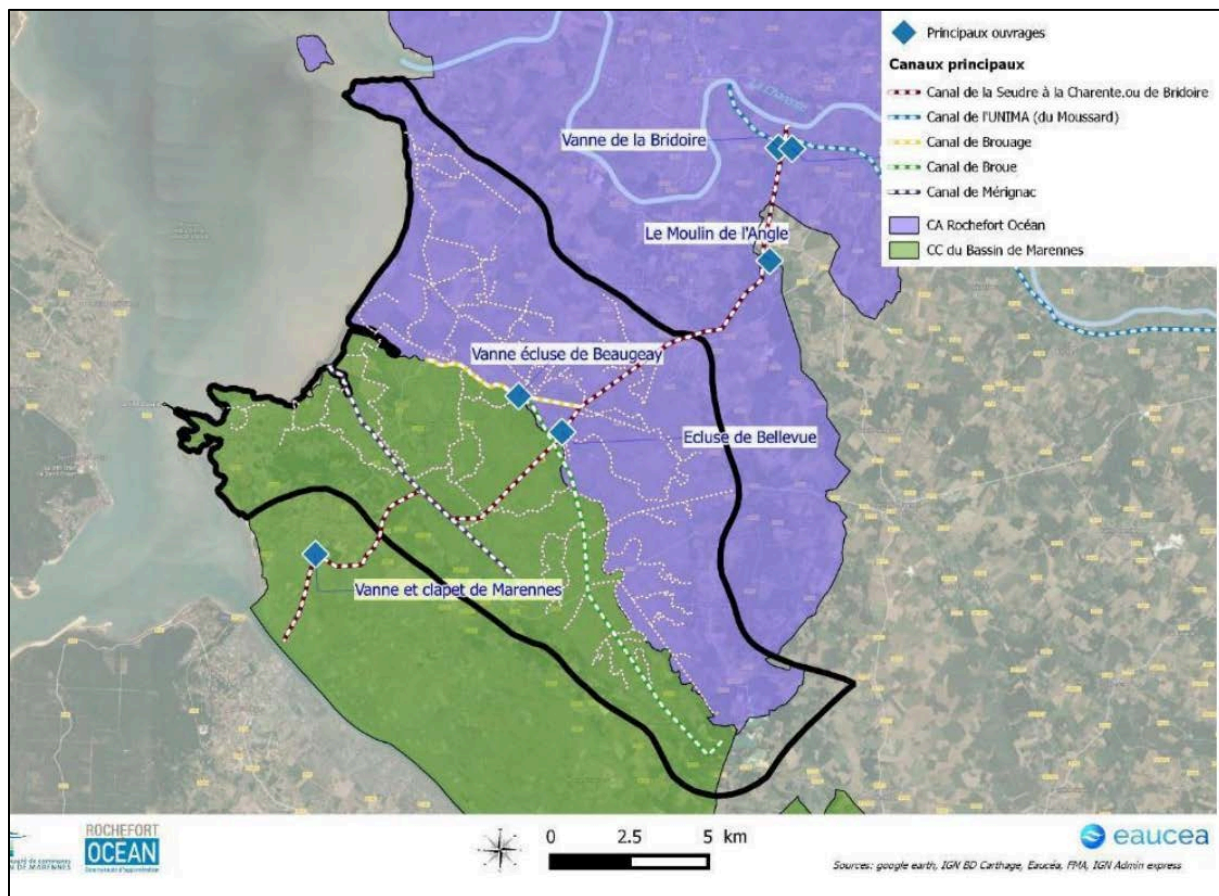 Principaux ouvrages
Canaux principaux
Canal de la Seudre à la Charente,ou de Bridoire
Canal de l'UNIMA (du Moussard)
Canal de Brouage
Canal de Broue
Canal de Mérignac
CA Rochefort Océan
CC du Bassin de Marennes
La Charente
Vanne de la Bridoire
Le Moulin de l'Angle
Vanne écluse de Beaugeay
Ecluse de Bellevue
Vanne et clapet de Marennes
ROCHEFORT
OCEAN
0 2.5 5 km
eaucea
Sources: google earth, IGN BD Carthage, Eaucéa, FMA, IGN Admin express